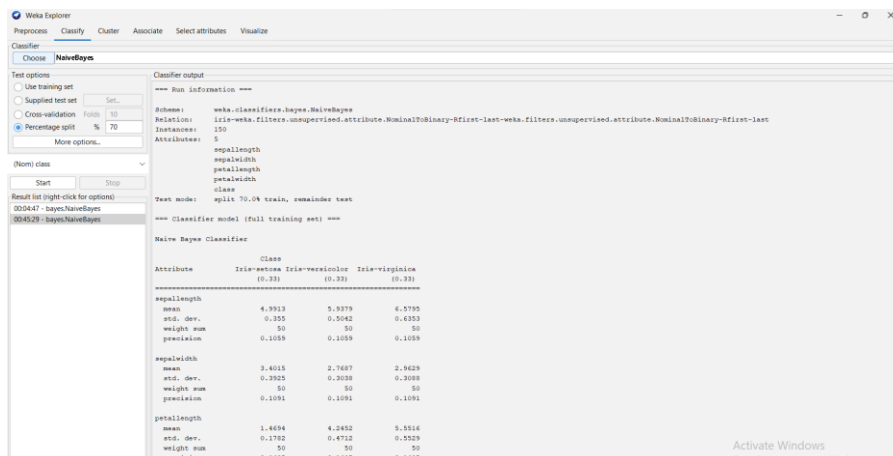 Weka Explorer
Preprocess Classify Cluster Associate Select attributes Visualize
Classifier
Choose NaiveBayes
Test options
Use training set
Supplied test set Set...
Cross-validation Folds 10
Percentage split % 70
More options...
(Nom) class
Start Stop
Result list (right-click for options)
00:04:47 - bayes.NaiveBayes
00:45:29 - bayes.NaiveBayes
Classifier output
=== Run information ===
Scheme: weka.classifiers.bayes.NaiveBayes
Relation: iris-weka.filters.unsupervised.attribute.NominalToBinary-Rfirst-last-weka.filters.unsupervised.attribute.NominalToBinary-Rfirst-last
Instances: 150
Attributes: 5
sepallength
sepalwidth
petallength
petalwidth
class
Test mode: split 70.0% train, remainder test
=== Classifier model (full training set) ===
Naive Bayes Classifier
Class
Attribute Iris-setosa Iris-versicolor Iris-virginica
(0.33) (0.33) (0.33)
===============================================================
sepallength
mean 4.9913 5.9379 6.5795
std. dev. 0.355 0.5042 0.6353
weight sum 50 50 50
precision 0.1059 0.1059 0.1059
sepalwidth
mean 3.4015 2.7687 2.9629
std. dev. 0.3925 0.3038 0.3088
weight sum 50 50 50
precision 0.1091 0.1091 0.1091
petallength
mean 1.4694 4.2452 5.5516
std. dev. 0.1782 0.4712 0.5529
weight sum 50 50 50
Activate Windows